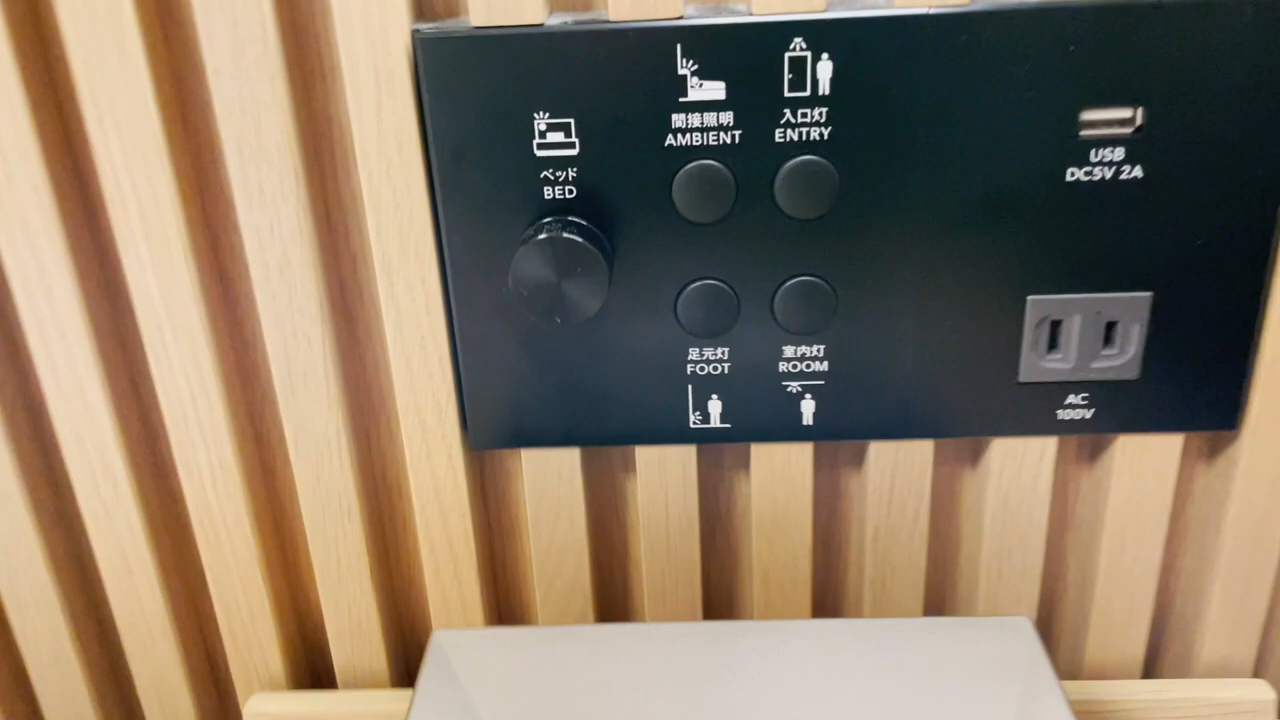 ベッド
BED
間接照明
AMBIENT
入口灯
ENTRY
足元灯
FOOT
室内灯
ROOM
USB
DC5V 2A
AC
100V